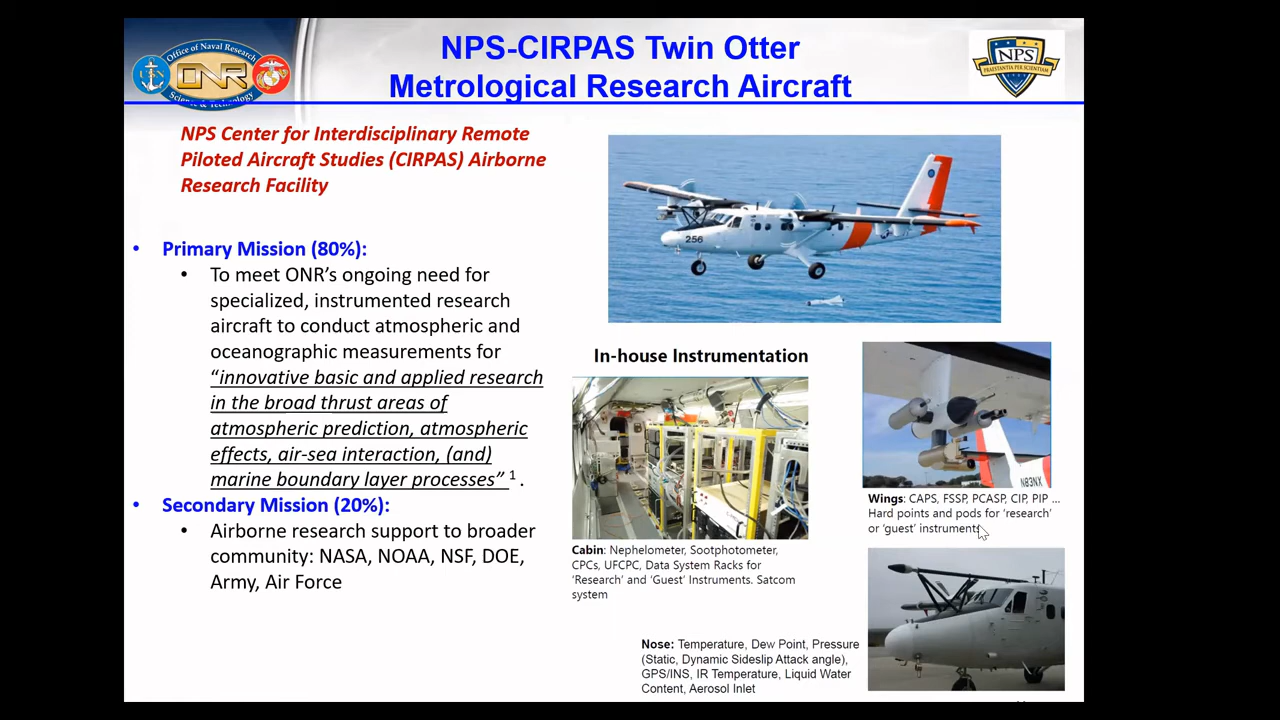 Office of Naval Research
ONR
Science & Technology
NPS-CIRPAS Twin Otter
Metrological Research Aircraft
NPS
PRAESTANTIA PER SCIENTIAM
NPS Center for Interdisciplinary Remote
Piloted Aircraft Studies (CIRPAS) Airborne
Research Facility
• Primary Mission (80%):
• To meet ONR’s ongoing need for
specialized, instrumented research
aircraft to conduct atmospheric and
oceanographic measurements for
“innovative basic and applied research
in the broad thrust areas of
atmospheric prediction, atmospheric
effects, air-sea interaction, (and)
marine boundary layer processes” 1 .
• Secondary Mission (20%):
• Airborne research support to broader
community: NASA, NOAA, NSF, DOE,
Army, Air Force
256
In-house Instrumentation
Cabin: Nephelometer, Sootphotometer,
CPCs, UFCPC, Data System Racks for
‘Research’ and ‘Guest’ Instruments. Satcom
system
N83NX
Wings: CAPS, FSSP, PCASP, CIP, PIP ...
Hard points and pods for ‘research’
or ‘guest’ instruments
Nose: Temperature, Dew Point, Pressure
(Static, Dynamic Sideslip Attack angle),
GPS/INS, IR Temperature, Liquid Water
Content, Aerosol Inlet